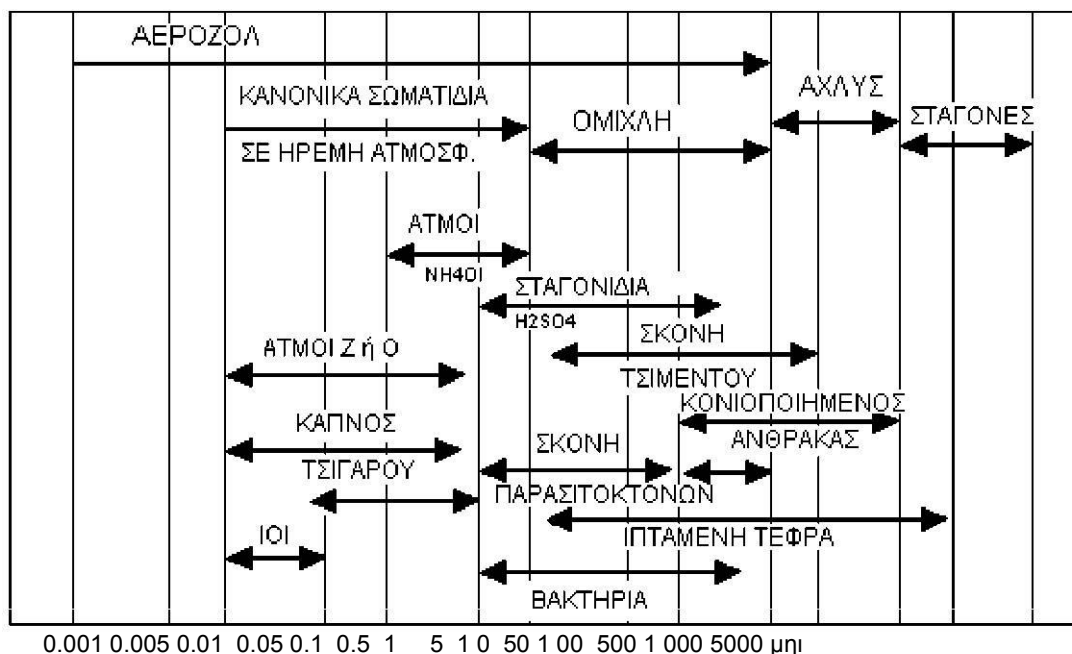 ΑΕΡΟΖΟΛ
ΚΑΝΟΝΙΚΑ ΣΩΜΑΤΙΔΙΑ
ΑΧΛΥΣ
ΟΜΙΧΛΗ
ΣΤΑΓΟΝΕΣ
ΣΕ ΗΡΕΜΗ ΑΤΜΟΣΦ.
ΑΤΜΟΙ
NH4OI
ΣΤΑΓΟΝΙΔΙΑ
H2SO4
ΣΚΟΝΗ
ΑΤΜΟΙ Ζ ή Ο
ΤΣΙΜΕΝΤΟΥ
ΚΟΝΙΟΠΟΙΗΜΕΝΟΣ
ΚΑΠΝΟΣ
ΣΚΟΝΗ
ΑΝΘΡΑΚΑΣ
ΤΣΙΓΑΡΟΥ
ΠΑΡΑΣΙΤΟΚΤΟΝΩΝ
ΙΟΙ
ΙΠΤΑΜΕΝΗ ΤΕΦΡΑ
ΒΑΚΤΗΡΙΑ
0.001 0.005 0.01 0.05 0.1 0.5 1 5 1 0 50 1 00 500 1 000 5000 μηι